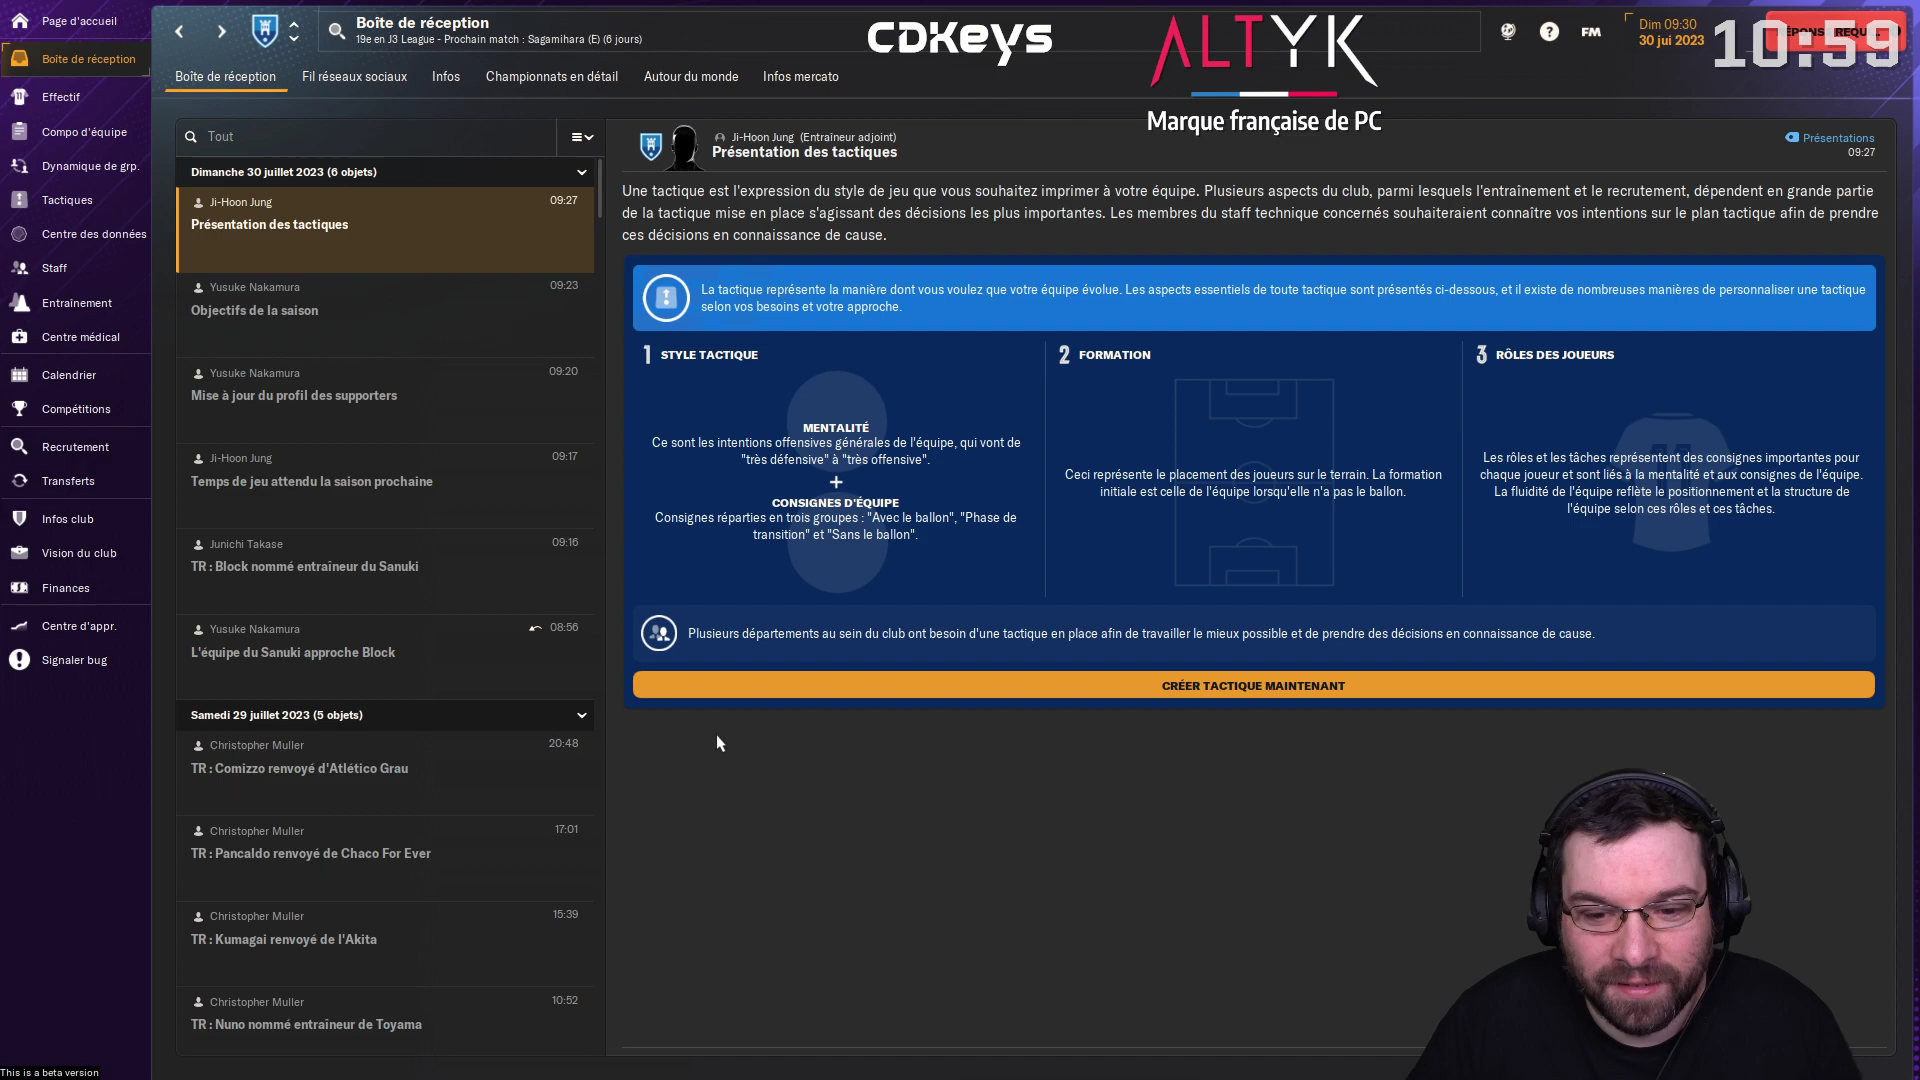 Page d'accueil
Boîte de réception
Effectif
Compo d'équipe
Dynamique de grp.
Tactiques
Centre des données
Staff
Entraînement
Centre médical
Calendrier
Compétitions
Recrutement
Transferts
Infos club
Vision du club
Finances
Centre d'appr.
Signaler bug
This is a beta version
Boîte de réception
19e en J3 League - Prochain match : Sagamihara (E) (6 jours)
CDKeys
ALTYK
Marque française de PC
FM
Dim 09:30
30 jui 2023
10:59
Boîte de réception
Fil réseaux sociaux
Infos
Championnats en détail
Autour du monde
Infos mercato
Tout
Dimanche 30 juillet 2023 (6 objets)
Ji-Hoon Jung 09:27
Présentation des tactiques
Yusuke Nakamura 09:23
Objectifs de la saison
Yusuke Nakamura 09:20
Mise à jour du profil des supporters
Ji-Hoon Jung 09:17
Temps de jeu attendu la saison prochaine
Junichi Takase 09:16
TR : Block nommé entraîneur du Sanuki
Yusuke Nakamura 08:56
L'équipe du Sanuki approche Block
Samedi 29 juillet 2023 (5 objets)
Christopher Muller 20:48
TR : Comizzo renvoyé d'Atlético Grau
Christopher Muller 17:01
TR : Pancaldo renvoyé de Chaco For Ever
Christopher Muller 15:39
TR : Kumagai renvoyé de l'Akita
Christopher Muller 10:52
TR : Nuno nommé entraîneur de Toyama
Ji-Hoon Jung (Entraîneur adjoint)
Présentation des tactiques
Présentations
09:27
Une tactique est l'expression du style de jeu que vous souhaitez imprimer à votre équipe. Plusieurs aspects du club, parmi lesquels l'entraînement et le recrutement, dépendent en grande partie
de la tactique mise en place s'agissant des décisions les plus importantes. Les membres du staff technique concernés souhaiteraient connaître vos intentions sur le plan tactique afin de prendre
ces décisions en connaissance de cause.
La tactique représente la manière dont vous voulez que votre équipe évolue. Les aspects essentiels de toute tactique sont présentés ci-dessous, et il existe de nombreuses manières de personnaliser une tactique
selon vos besoins et votre approche.
1 STYLE TACTIQUE
MENTALITÉ
Ce sont les intentions offensives générales de l'équipe, qui vont de
"très défensive" à "très offensive".
+
CONSIGNES D'ÉQUIPE
Consignes réparties en trois groupes : "Avec le ballon", "Phase de
transition" et "Sans le ballon".
2 FORMATION
Ceci représente le placement des joueurs sur le terrain. La formation
initiale est celle de l'équipe lorsqu'elle n'a pas le ballon.
3 RÔLES DES JOUEURS
Les rôles et les tâches représentent des consignes importantes pour
chaque joueur et sont liés à la mentalité et aux consignes de l'équipe.
La fluidité de l'équipe reflète le positionnement et la structure de
l'équipe selon ces rôles et ces tâches.
Plusieurs départements au sein du club ont besoin d'une tactique en place afin de travailler le mieux possible et de prendre des décisions en connaissance de cause.
CRÉER TACTIQUE MAINTENANT